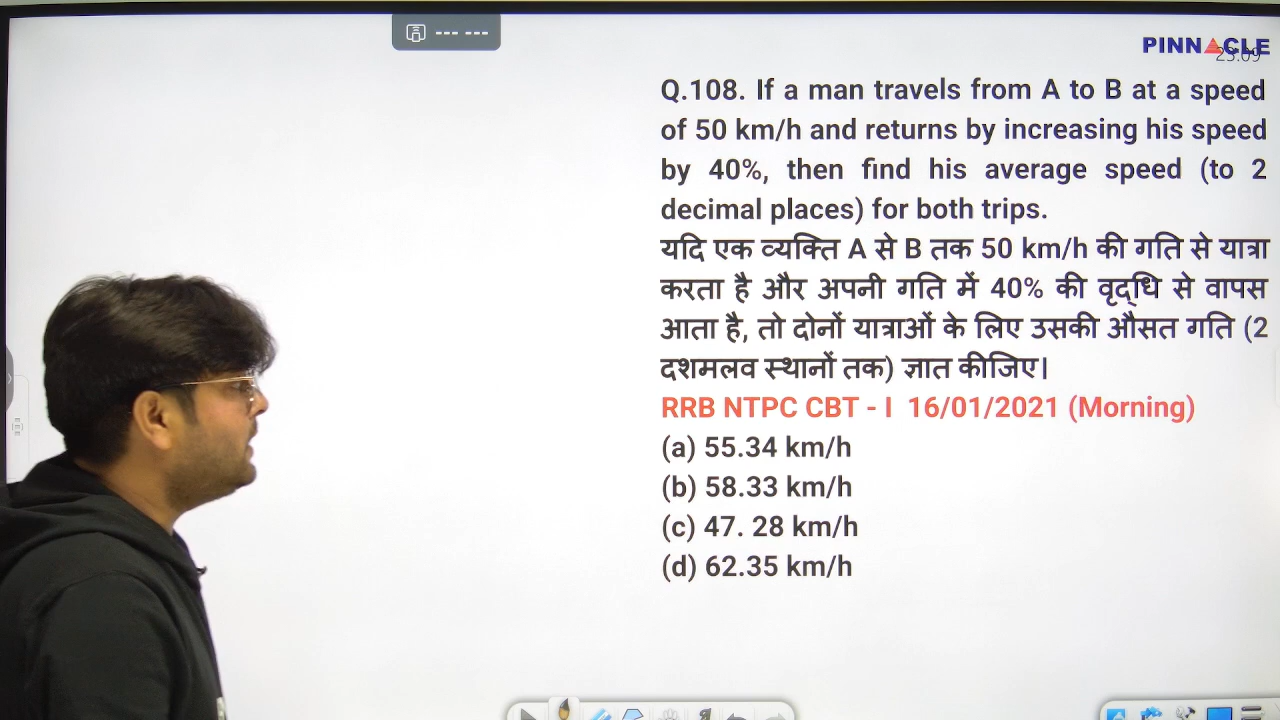 PINNACLE
23:09
Q.108. If a man travels from A to B at a speed
of 50 km/h and returns by increasing his speed
by 40%, then find his average speed (to 2
decimal places) for both trips.
यदि एक व्यक्ति A से B तक 50 km/h की गति से यात्रा
करता है और अपनी गति में 40% की वृद्धि से वापस
आता है, तो दोनों यात्राओं के लिए उसकी औसत गति (2
दशमलव स्थानों तक) ज्ञात कीजिए।
RRB NTPC CBT - I 16/01/2021 (Morning)
(a) 55.34 km/h
(b) 58.33 km/h
(c) 47. 28 km/h
(d) 62.35 km/h